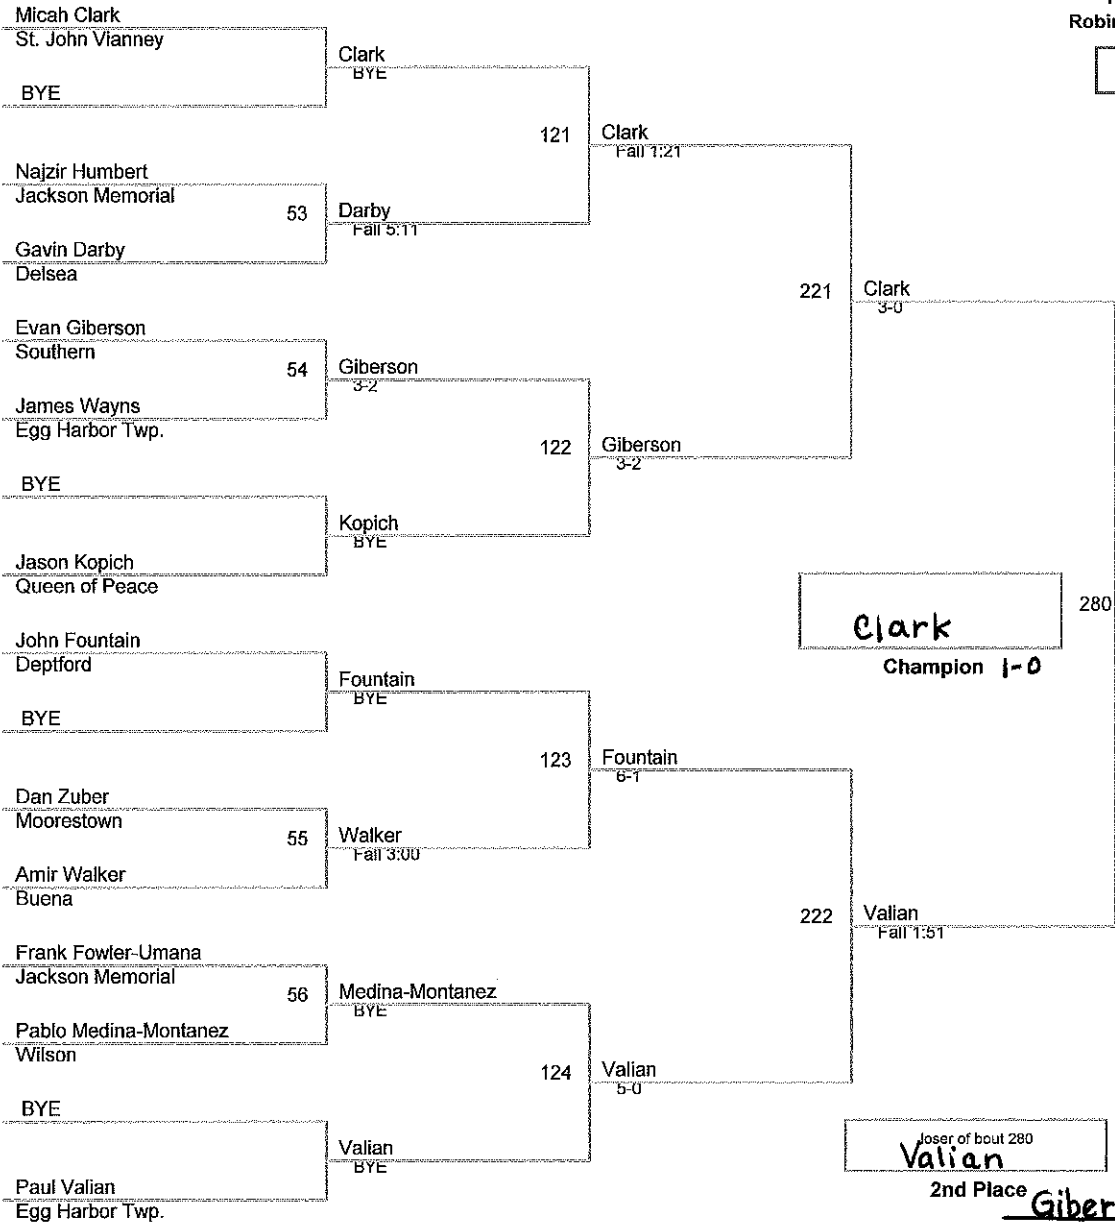 Micah Clark
St. John Vianney
Clark
BYE
BYE
121
Clark
Fall 1:21
Najzir Humbert
Jackson Memorial
53
Darby
Fall 5:11
Gavin Darby
Delsea
221
Clark
3-0
Evan Giberson
Southern
54
Giberson
3-2
James Wayns
Egg Harbor Twp.
122
Giberson
3-2
BYE
Kopich
BYE
Jason Kopich
Queen of Peace
280
Clark
Champion 1-0
John Fountain
Deptford
Fountain
BYE
BYE
123
Fountain
6-1
Dan Zuber
Moorestown
55
Walker
Fall 3:00
Amir Walker
Buena
222
Valian
Fall 1:51
Frank Fowler-Umana
Jackson Memorial
56
Medina-Montanez
BYE
Pablo Medina-Montanez
Wilson
124
Valian
5-0
BYE
Valian
BYE
Paul Valian
Egg Harbor Twp.
loser of bout 280
Valian
2nd Place